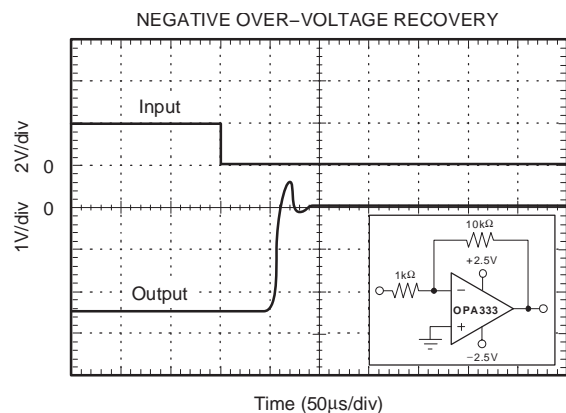 NEGATIVE OVER−VOLTAGE RECOVERY
Input
2V/div
0
0
1V/div
10kΩ
+2.5V
1kΩ
−
OPA333
+
−2.5V
Output
Time (50μs/div)